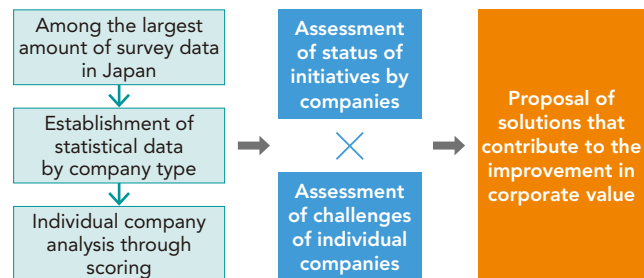 Among the largest
amount of survey data
in Japan
Establishment of
statistical data
by company type
Individual company
analysis through
scoring
Assessment
of status of
initiatives by
companies
Assessment
of challenges
of individual
companies
Proposal of
solutions that
contribute to the
improvement in
corporate value